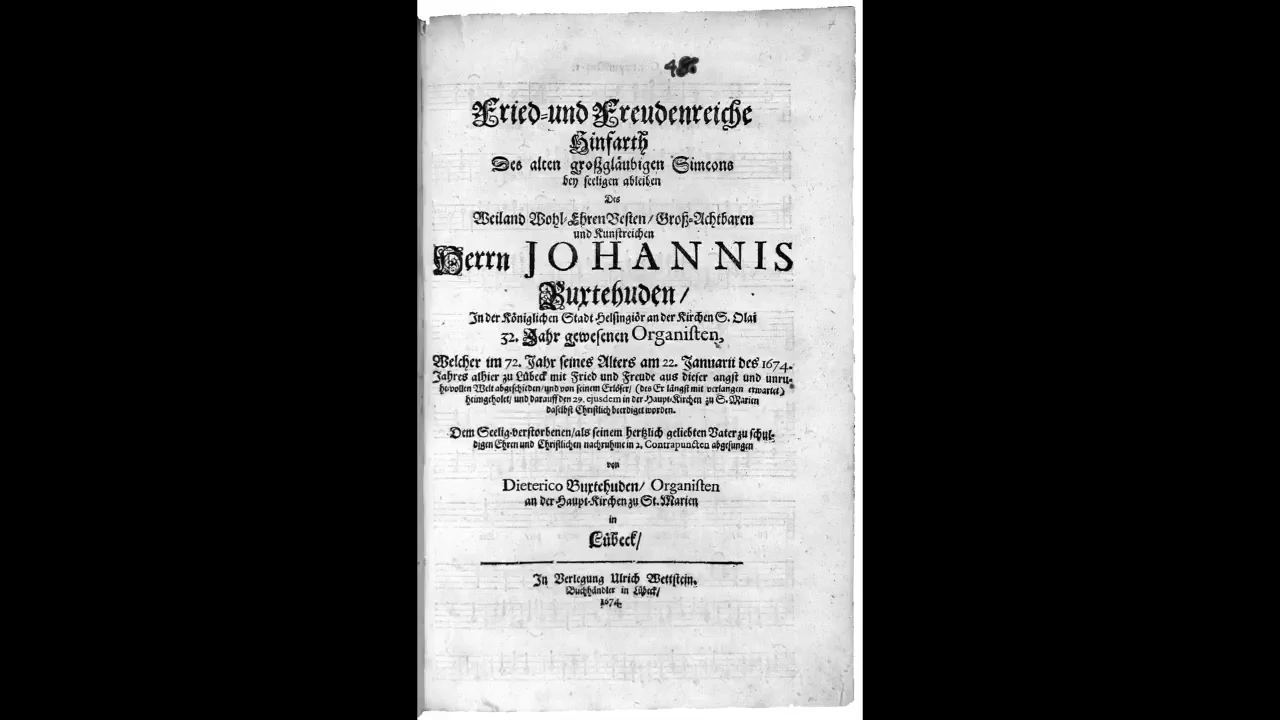 Fried-und Freudenreiche
Hinfarth
Des alten großgläubigen Simeons
bey seeligen ableiben
Des
Weiland Wohl-Ehren Vesten/ Groß-Achtbaren
und Kunstreichen
Herrn JOHANNIS
Buxtehuden/
In der Königlichen Stadt Helsingiör an der Kirchen S. Olai
32. Jahr gewesenen Organisten,
Welcher im 72. Jahr seines Alters am 22. Januarii des 1674.
Jahres alhier zu Lübeck mit Fried und Freude aus dieser angst und unru-
hevollen Welt abgeschieden/ und von seinem Erlöser/ (des Er längst mit verlangen erwartet)
heimgeholet/ und darauff den 29. ejusdem in der Haupt-Kirchen zu S. Marien
daselbst Christlich beerdiget worden.
Dem Seelig-verstorbenen/ als seinem hertzlich geliebten Vater zu schul-
digen Ehren und Christlichen nachruhme in 2. Contrapuncten abgesungen
von
Dieterico Buxtehuden/ Organisten
an der Haupt-Kirchen zu St. Marien
in
Lübeck/
In Verlegung Ulrich Wettstein,
Buchhändler in Lübeck/
1674.